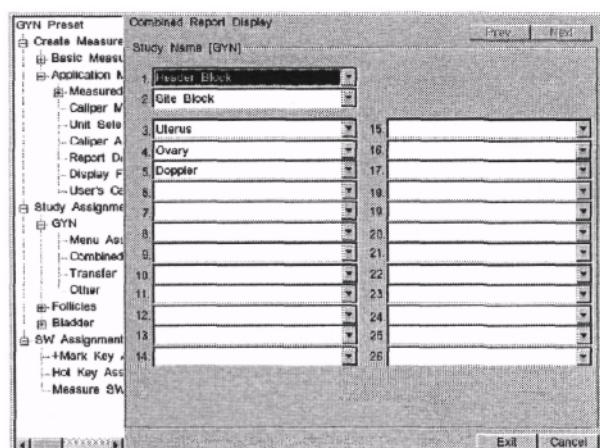 GYN Preset
Create Measure
Basic Measu
Application M
Measured
Caliper M
Unit Sele
Caliper A
Report Di
Display F
User's Ca
Study Assignme
GYN
Menu Ass
Combined
Transfer
Other
Follicles
Bladder
SW Assignment
+Mark Key
Hot Key Ass
Measure SW
Combined Report Display
Prev Next
Study Name [GYN]
1. Header Block
2. Site Block
3. Uterus
4. Ovary
5. Doppler
6.
7.
8.
9.
10.
11.
12.
13.
14.
15.
16.
17.
18.
19.
20.
21.
22.
23.
24.
25.
26.
Exit Cancel